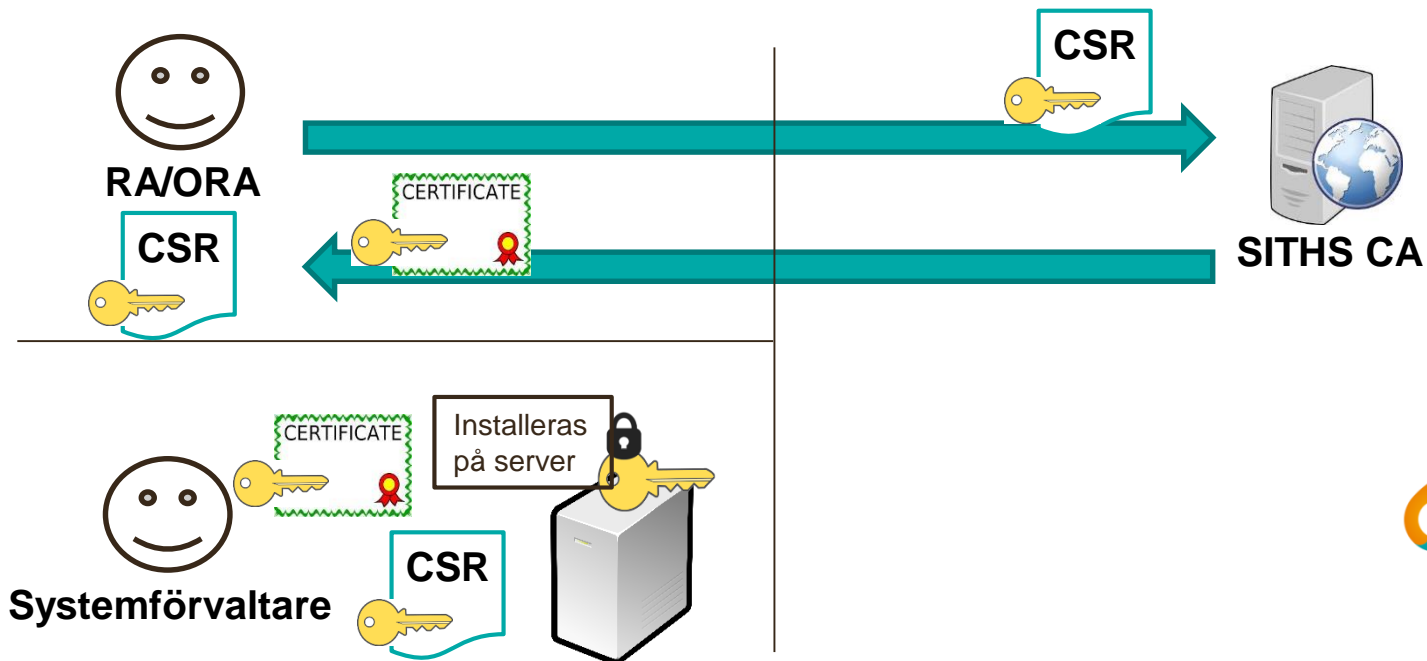 CSR
RA/ORA
CERTIFICATE
CSR
SITHS CA
CERTIFICATE
Installeras
på server
CSR
Systemförvaltare